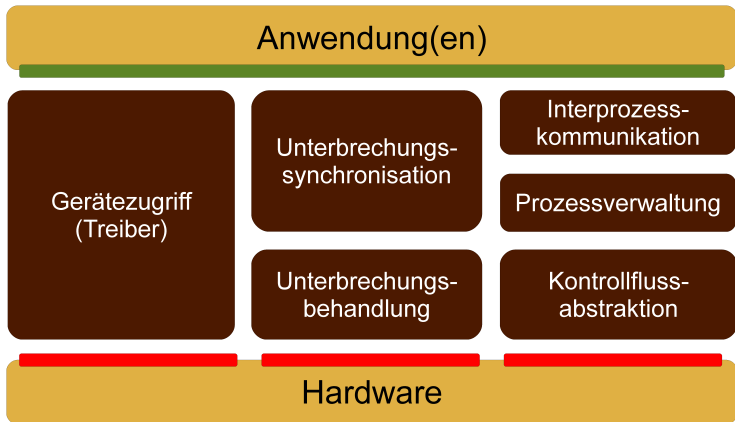 Anwendung(en)
Gerätezugriff
(Treiber)
Unterbrechungs-
synchronisation
Unterbrechungs-
behandlung
Interprozess-
kommunikation
Prozessverwaltung
Kontrollfluss-
abstraktion
Hardware